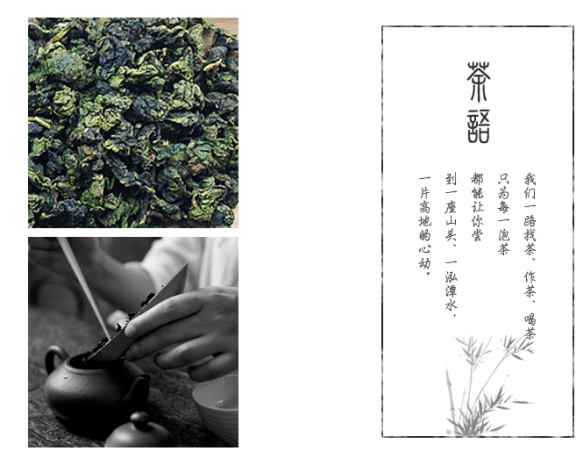 茶語
我们一路找茶、作茶、喝茶
只为每一泡茶
都能让你尝
到一座山头、一泓潭水，
一片高地的心动。